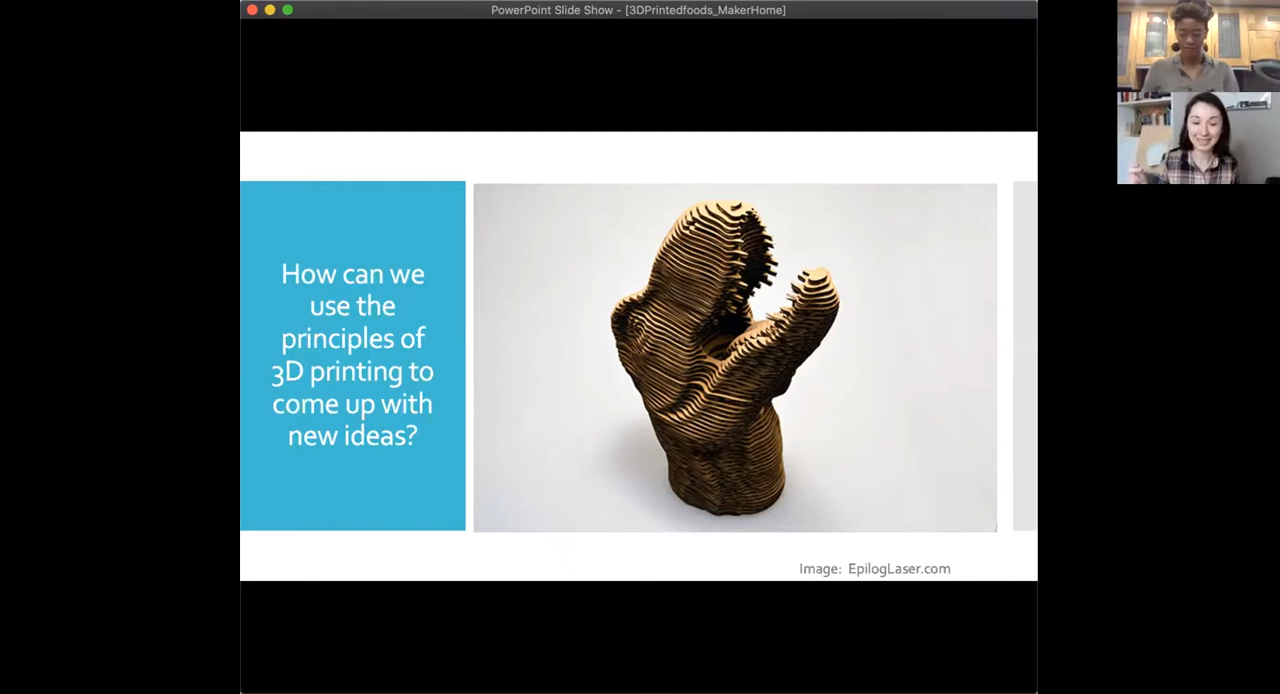 PowerPoint Slide Show - [3DPrintedfoods_MakerHome]
How can we
use the
principles of
3D printing to
come up with
new ideas?
Image: EpilogLaser.com